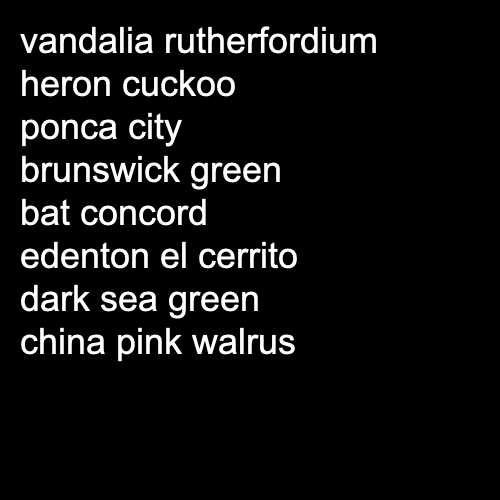 vandalia rutherfordium
heron cuckoo
ponca city
brunswick green
bat concord
edenton el cerrito
dark sea green
china pink walrus